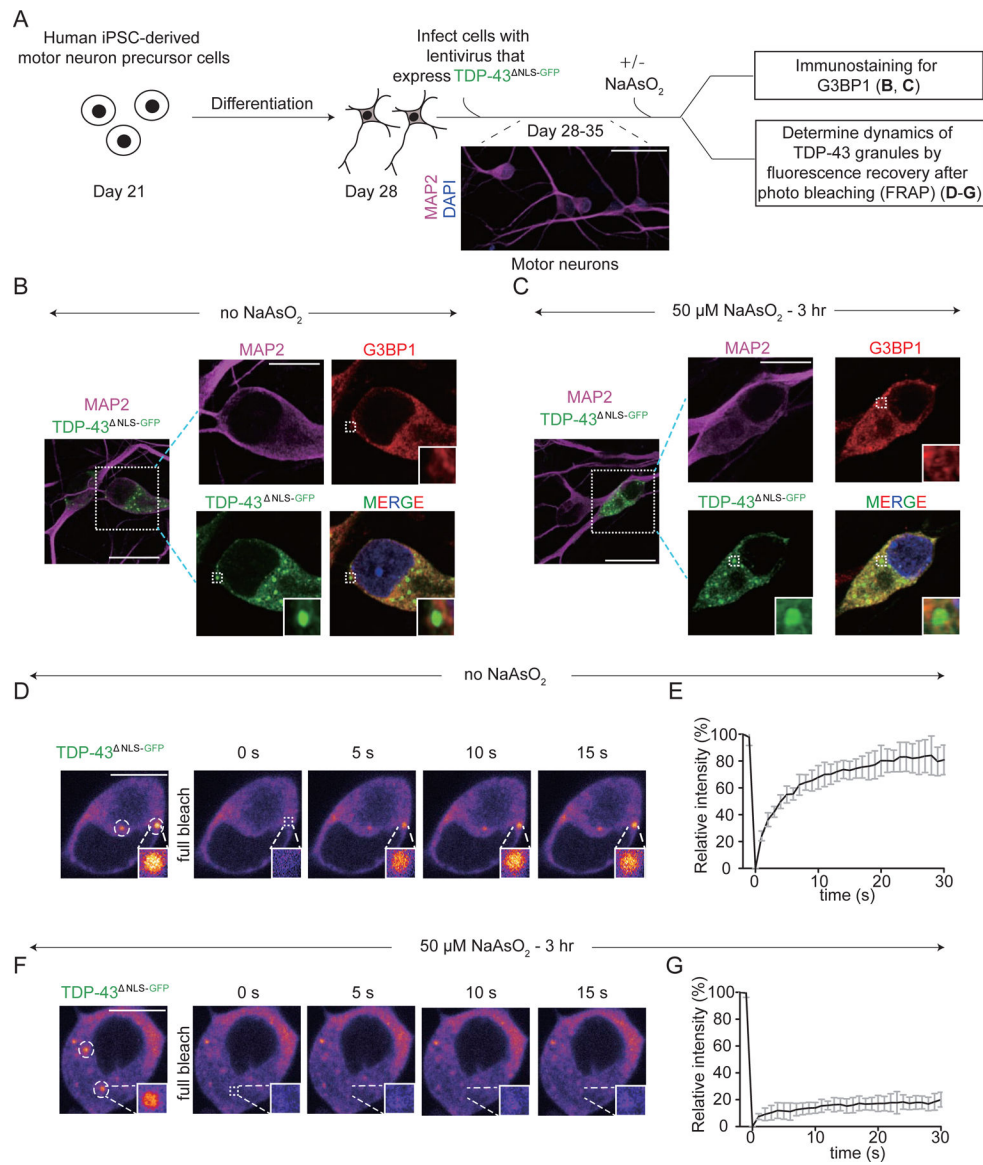 A
Human iPSC-derived
motor neuron precursor cells
Day 21
Differentiation
Day 28
Infect cells with
lentivirus that
express TDP-43ΔNLS-GFP
+/-
NaAsO2
Day 28-35
MAP2
DAPI
Motor neurons
Immunostaining for
G3BP1 (B, C)
Determine dynamics of
TDP-43 granules by
fluorescence recovery after
photo bleaching (FRAP) (D-G)
B
no NaAsO2
MAP2
TDP-43ΔNLS-GFP
MAP2
G3BP1
TDP-43ΔNLS-GFP
MERGE
C
50 µM NaAsO2 - 3 hr
MAP2
TDP-43ΔNLS-GFP
MAP2
G3BP1
TDP-43ΔNLS-GFP
MERGE
no NaAsO2
D
TDP-43ΔNLS-GFP
full bleach
0 s
5 s
10 s
15 s
E
Relative intensity (%)
100
80
60
40
20
0
0
10
20
30
time (s)
50 µM NaAsO2 - 3 hr
F
TDP-43ΔNLS-GFP
full bleach
0 s
5 s
10 s
15 s
G
Relative intensity (%)
100
80
60
40
20
0
0
10
20
30
time (s)